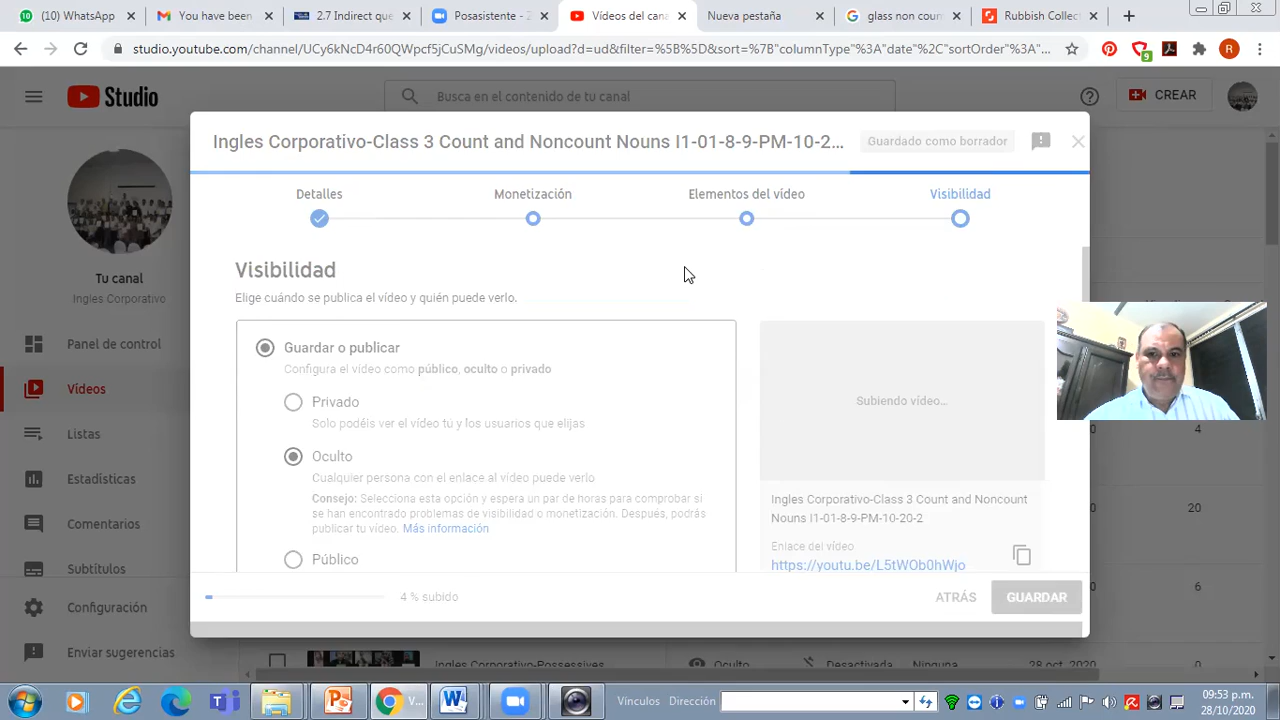 (10) WhatsApp
You have been
2.7 Indirect que
Posasistente - 2
Vídeos del cana
Nueva pestaña
glass non coun
Rubbish Collect
studio.youtube.com/channel/UCy6kNcD4r60QWpcf5jCuSMg/videos/upload?d=ud&filter=%5B%5D&sort=%7B"columnType"%3A"date"%2C"sortOrder"%3A...
9
R
Studio
Busca en el contenido de tu canal
CREAR
Ingles Corporativo-Class 3 Count and Noncount Nouns I1-01-8-9-PM-10-2...
Guardado como borrador
Detalles
Monetización
Elementos del vídeo
Visibilidad
Tu canal
Ingles Corporativo
Panel de control
Vídeos
Listas
Estadísticas
Comentarios
Subtítulos
Configuración
Enviar sugerencias
Visibilidad
Elige cuándo se publica el vídeo y quién puede verlo.
Guardar o publicar
Configura el vídeo como público, oculto o privado
Privado
Solo podéis ver el vídeo tú y los usuarios que elijas
Oculto
Cualquier persona con el enlace al vídeo puede verlo
Consejo: Selecciona esta opción y espera un par de horas para comprobar si
se han encontrado problemas de visibilidad o monetización. Después, podrás
publicar tu vídeo. Más información
Público
Subiendo vídeo...
Ingles Corporativo-Class 3 Count and Noncount
Nouns I1-01-8-9-PM-10-20-2
Enlace del vídeo
https://youtu.be/L5tWOb0hWjo
4 % subido
ATRÁS
GUARDAR
4
20
6
Ingles Corporativo-Possessives
Oculto
Desactivada
Ninguna
28 oct. 2020
0
V...
Vínculos
Dirección
09:53 p.m.
28/10/2020